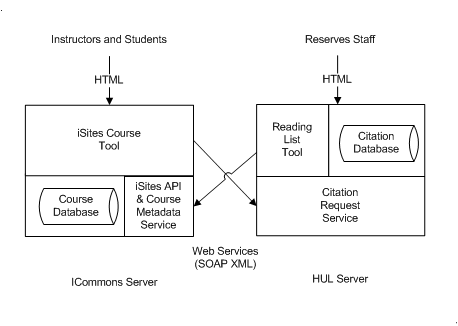 Instructors and Students
Reserves Staff
HTML
HTML
iSites Course
Tool
Reading
List
Tool
Citation
Database
Course
Database
iSites API
& Course
Metadata
Service
Citation
Request
Service
Web Services
(SOAP XML)
ICommons Server
HUL Server